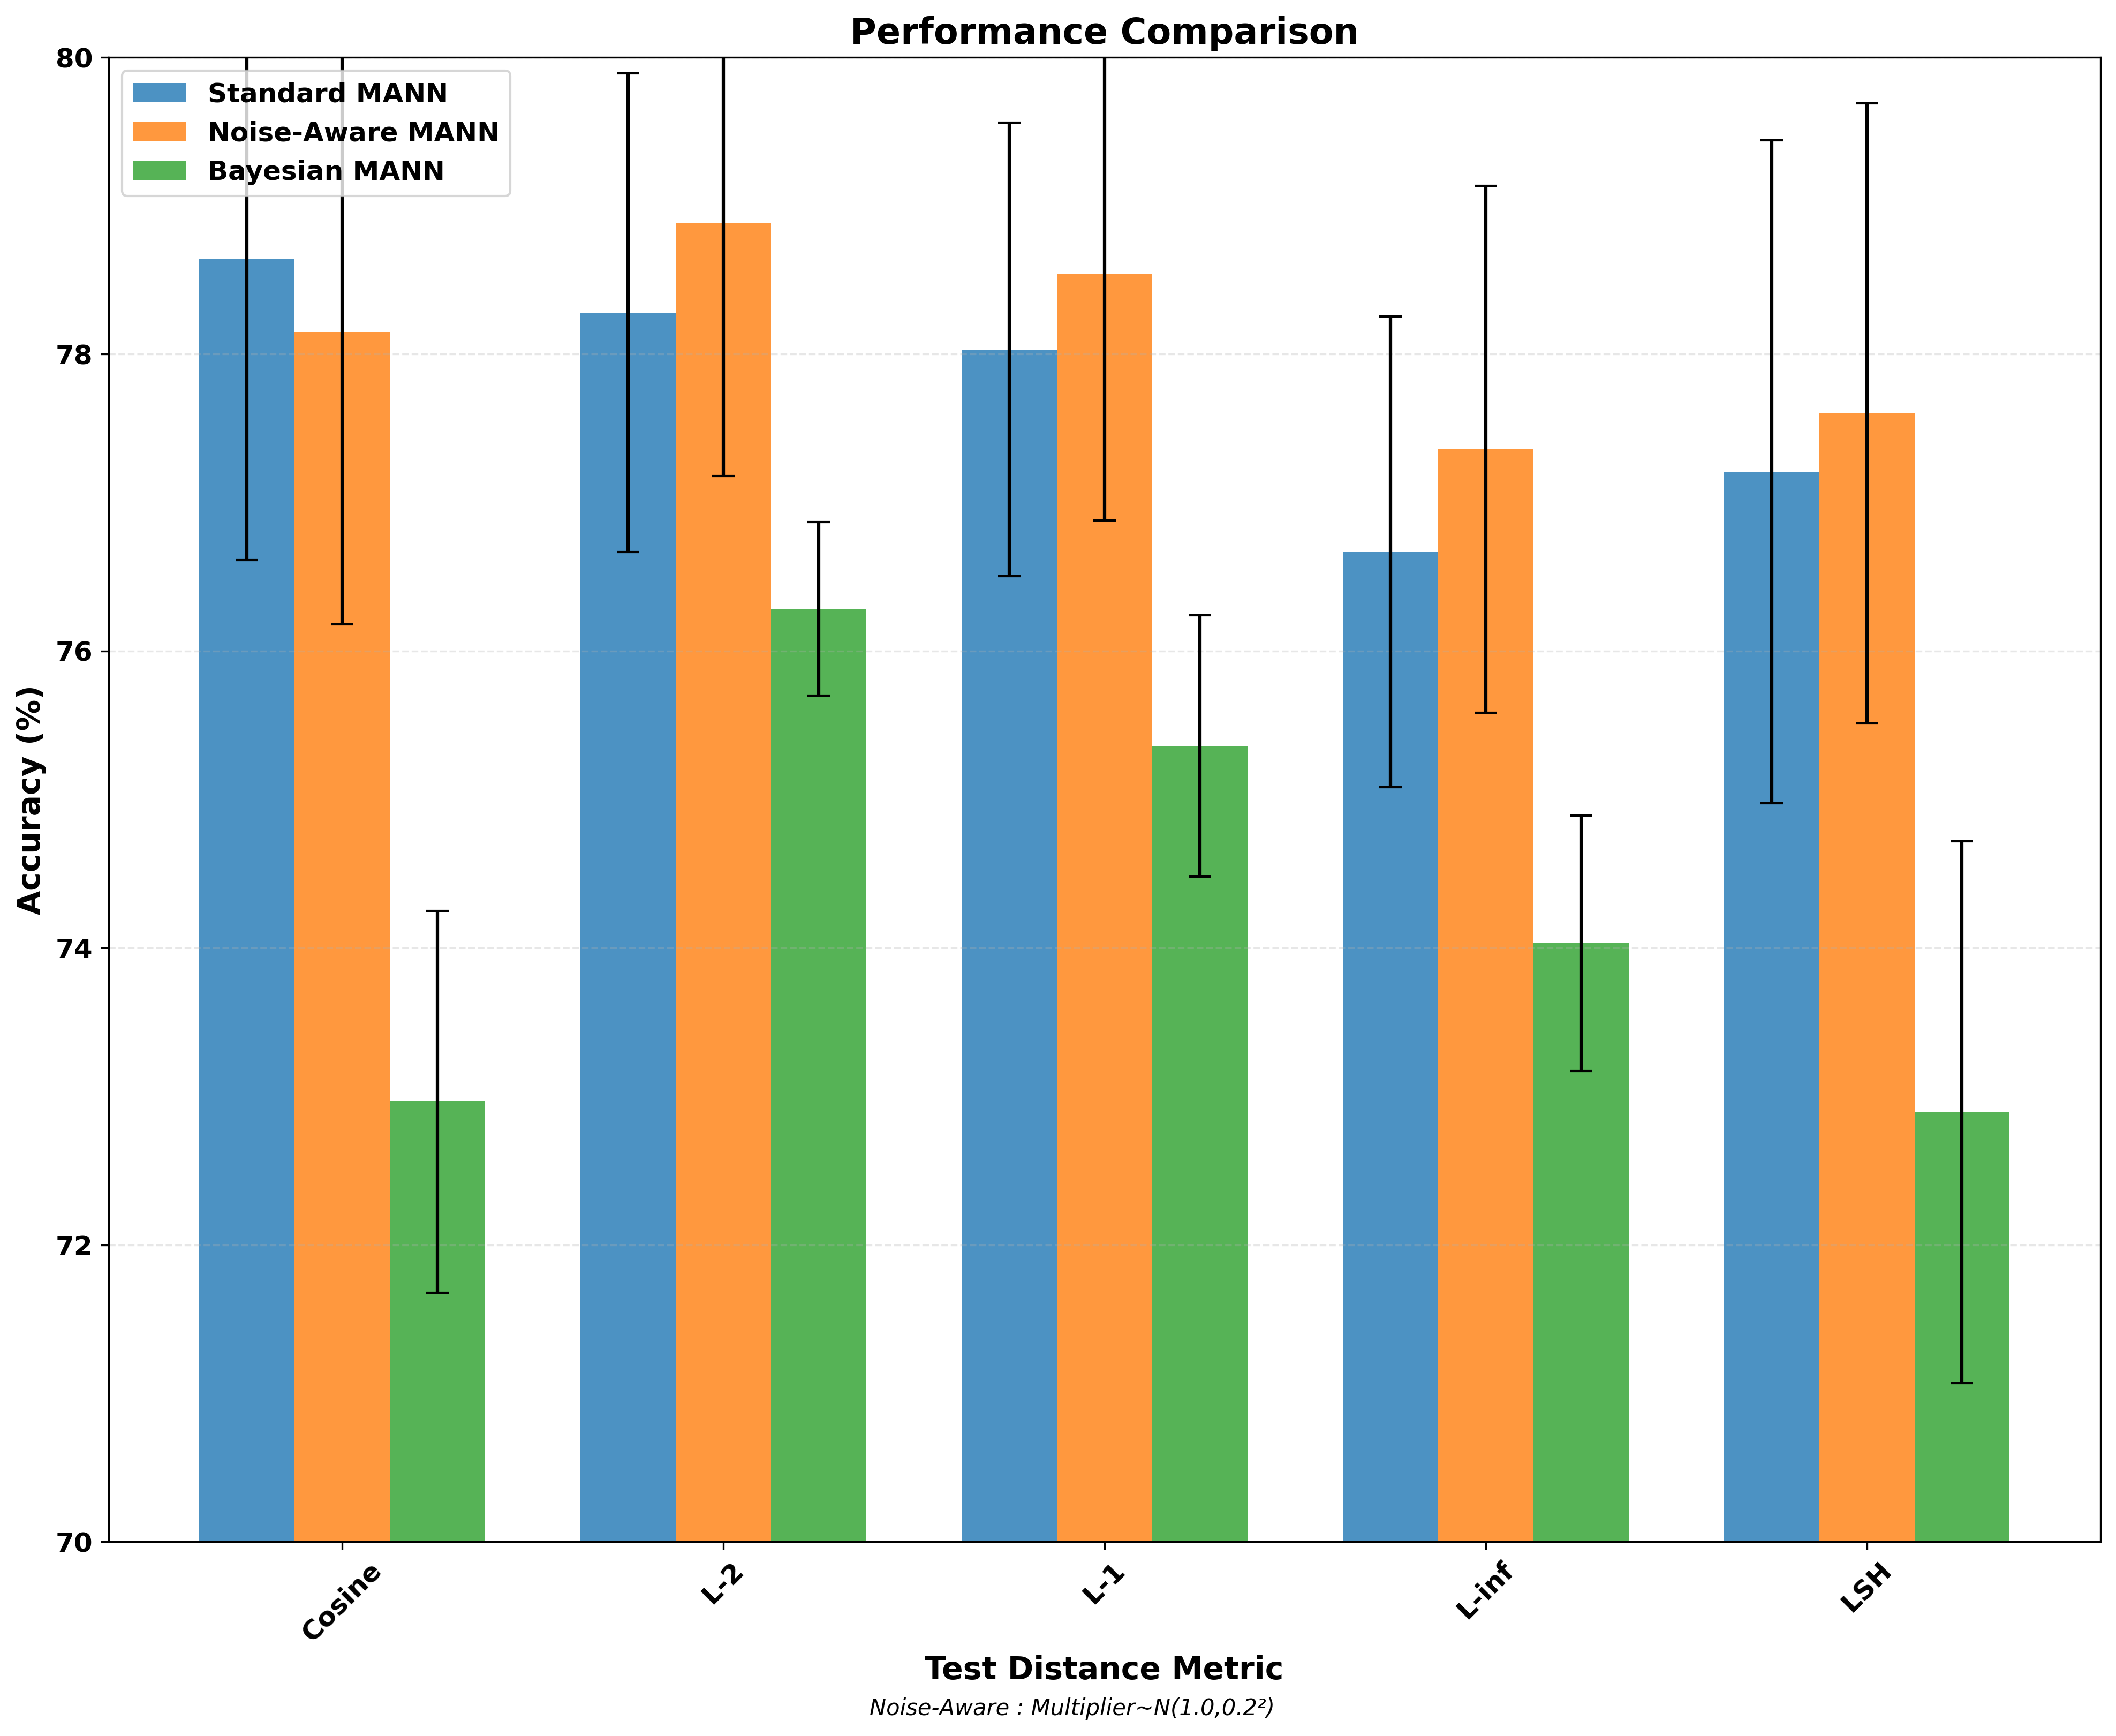 Performance Comparison
Standard MANN
Noise-Aware MANN
Bayesian MANN
Accuracy (%)
80
78
76
74
72
70
Cosine
L-2
L-1
L-inf
LSH
Test Distance Metric
Noise-Aware : Multiplier~N(1.0,0.2²)